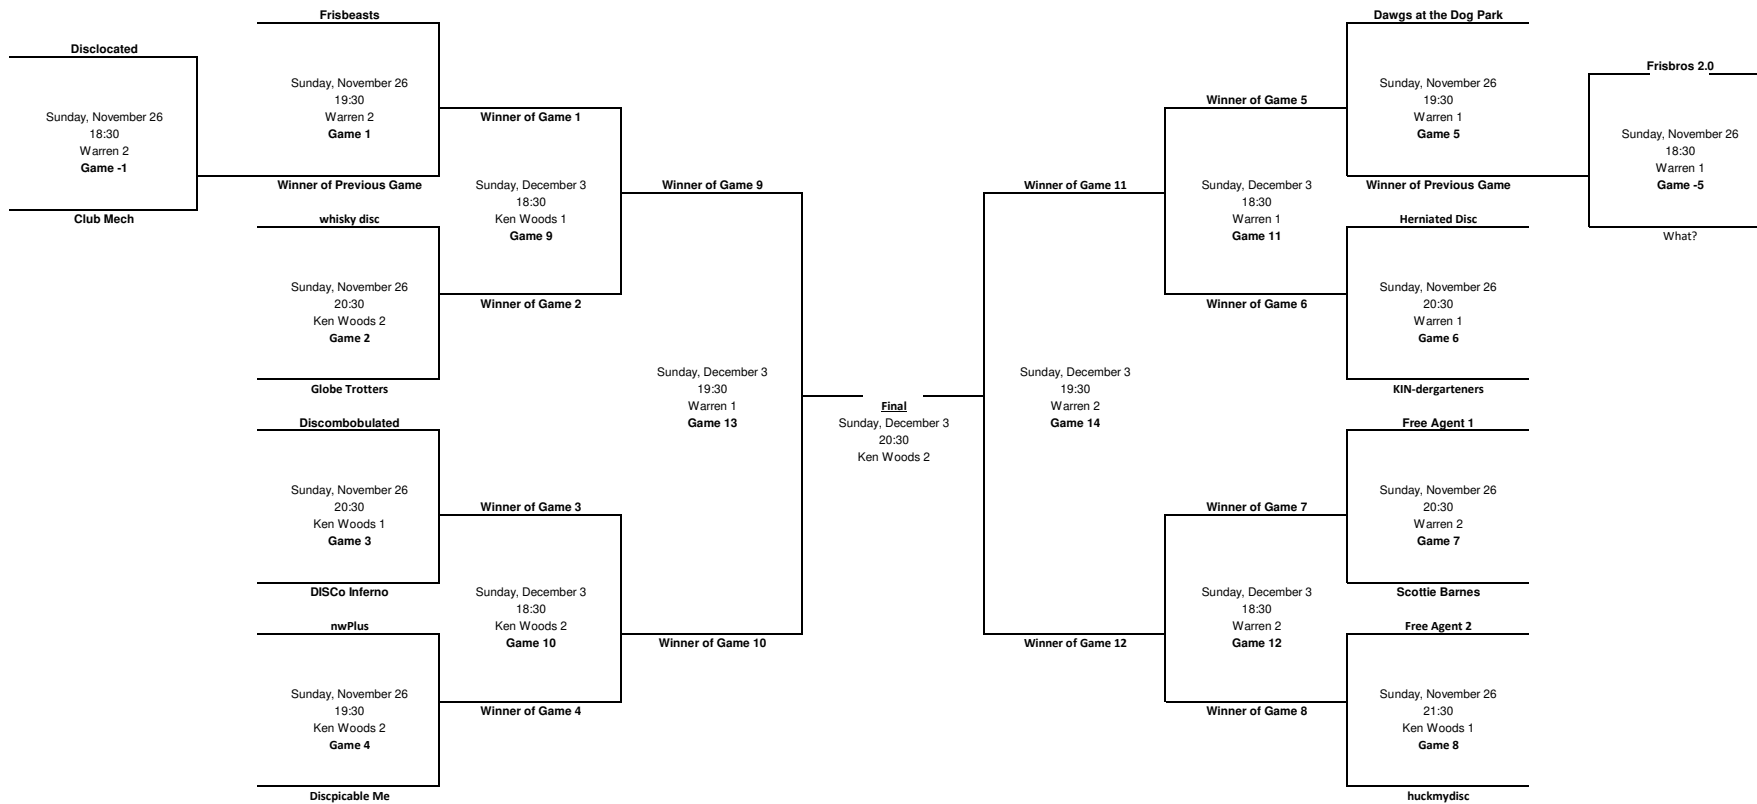 Disclocated
Sunday, November 26
18:30
Warren 2
Game -1
Club Mech
Frisbeasts
Sunday, November 26
19:30
Warren 2
Game 1
Winner of Previous Game
whisky disc
Sunday, November 26
20:30
Ken Woods 2
Game 2
Globe Trotters
Discombobulated
Sunday, November 26
20:30
Ken Woods 1
Game 3
DISCo Inferno
nwPlus
Sunday, November 26
19:30
Ken Woods 2
Game 4
Discpicable Me
Winner of Game 1
Sunday, December 3
18:30
Ken Woods 1
Game 9
Winner of Game 2
Winner of Game 3
Sunday, December 3
18:30
Ken Woods 2
Game 10
Winner of Game 4
Winner of Game 9
Sunday, December 3
19:30
Warren 1
Game 13
Winner of Game 10
Final
Sunday, December 3
20:30
Ken Woods 2
Winner of Game 11
Sunday, December 3
19:30
Warren 2
Game 14
Winner of Game 12
Winner of Game 5
Sunday, December 3
18:30
Warren 1
Game 11
Winner of Game 6
Winner of Game 7
Sunday, December 3
18:30
Warren 2
Game 12
Winner of Game 8
Dawgs at the Dog Park
Sunday, November 26
19:30
Warren 1
Game 5
Winner of Previous Game
Herniated Disc
Sunday, November 26
20:30
Warren 1
Game 6
KIN-dergarteners
Free Agent 1
Sunday, November 26
20:30
Warren 2
Game 7
Scottie Barnes
Free Agent 2
Sunday, November 26
21:30
Ken Woods 1
Game 8
huckmydisc
Frisbros 2.0
Sunday, November 26
18:30
Warren 1
Game -5
What?